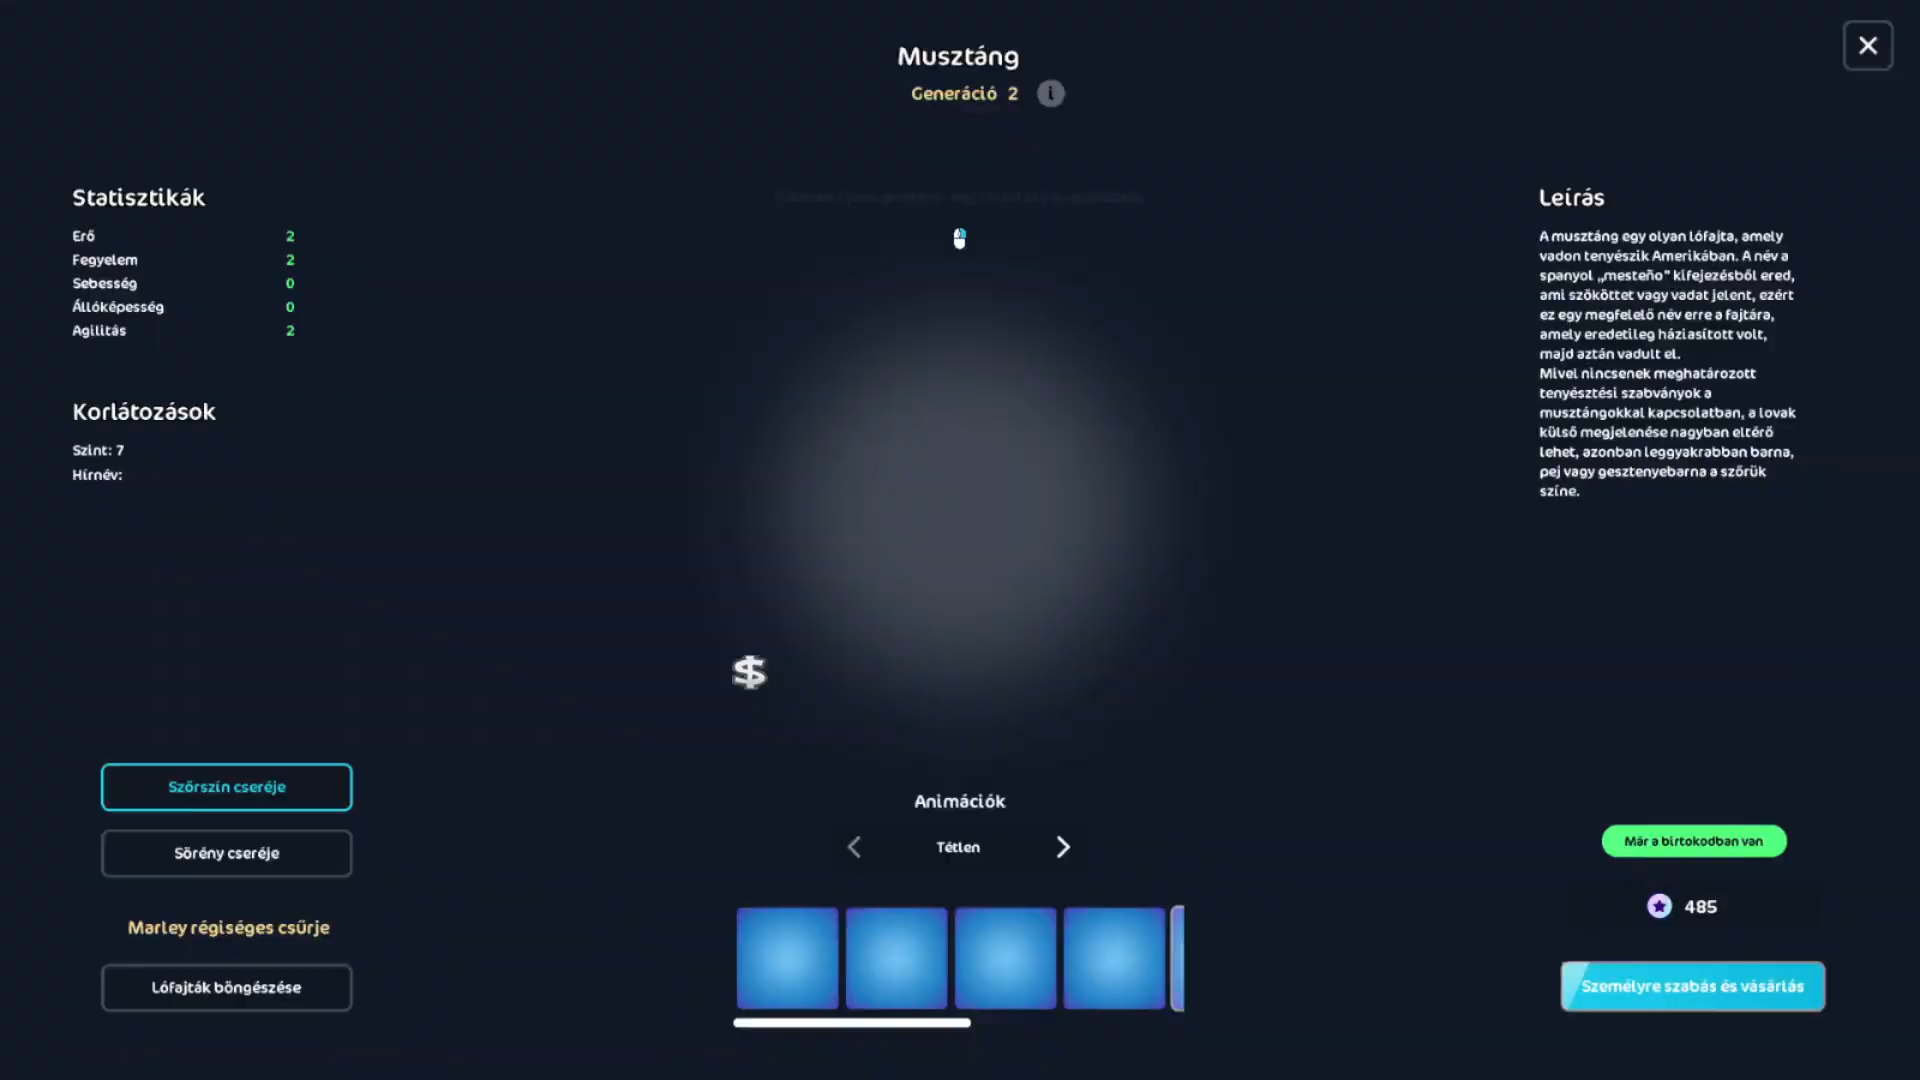 Musztáng
Generáció 2
i
Statisztikák
Erő 2
Fegyelem 2
Sebesség 0
Állóképesség 0
Agilitás 2
Korlátozások
Szint: 7
Hírnév:
Leírás
A musztáng egy olyan lófajta, amely
vadon tenyészik Amerikában. A név a
spanyol „mesteño” kifejezésből ered,
ami szököttet vagy vadat jelent, ezért
ez egy megfelelő név erre a fajtára,
amely eredetileg háziasított volt,
majd aztán vadult el.
Mivel nincsenek meghatározott
tenyésztési szabványok a
musztángokkal kapcsolatban, a lovak
külső megjelenése nagyban eltérő
lehet, azonban leggyakrabban barna,
pej vagy gesztenyebarna a szőrük
színe.
$
Szőrszín cseréje
Sörény cseréje
Marley régiséges csűrje
Lófajták böngészése
Animációk
Tétlen
Már a birtokodban van
485
Személyre szabás és vásárlás